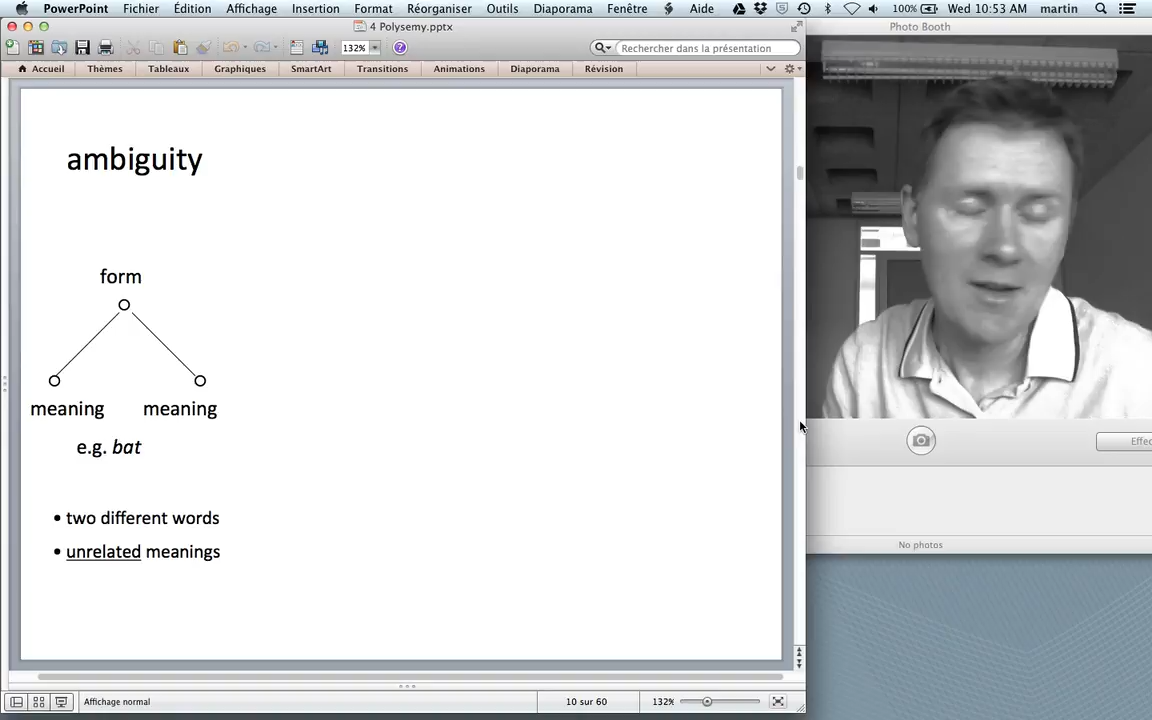 PowerPoint Fichier Édition Affichage Insertion Format Réorganiser Outils Diaporama Fenêtre Aide 100% Wed 10:53 AM martin
4 Polysemy.pptx
Photo Booth
132%
Rechercher dans la présentation
Accueil Thèmes Tableaux Graphiques SmartArt Transitions Animations Diaporama Révision
ambiguity
form
meaning meaning
e.g. bat
• two different words
• unrelated meanings
Effec
No photos
Affichage normal 10 sur 60 132%